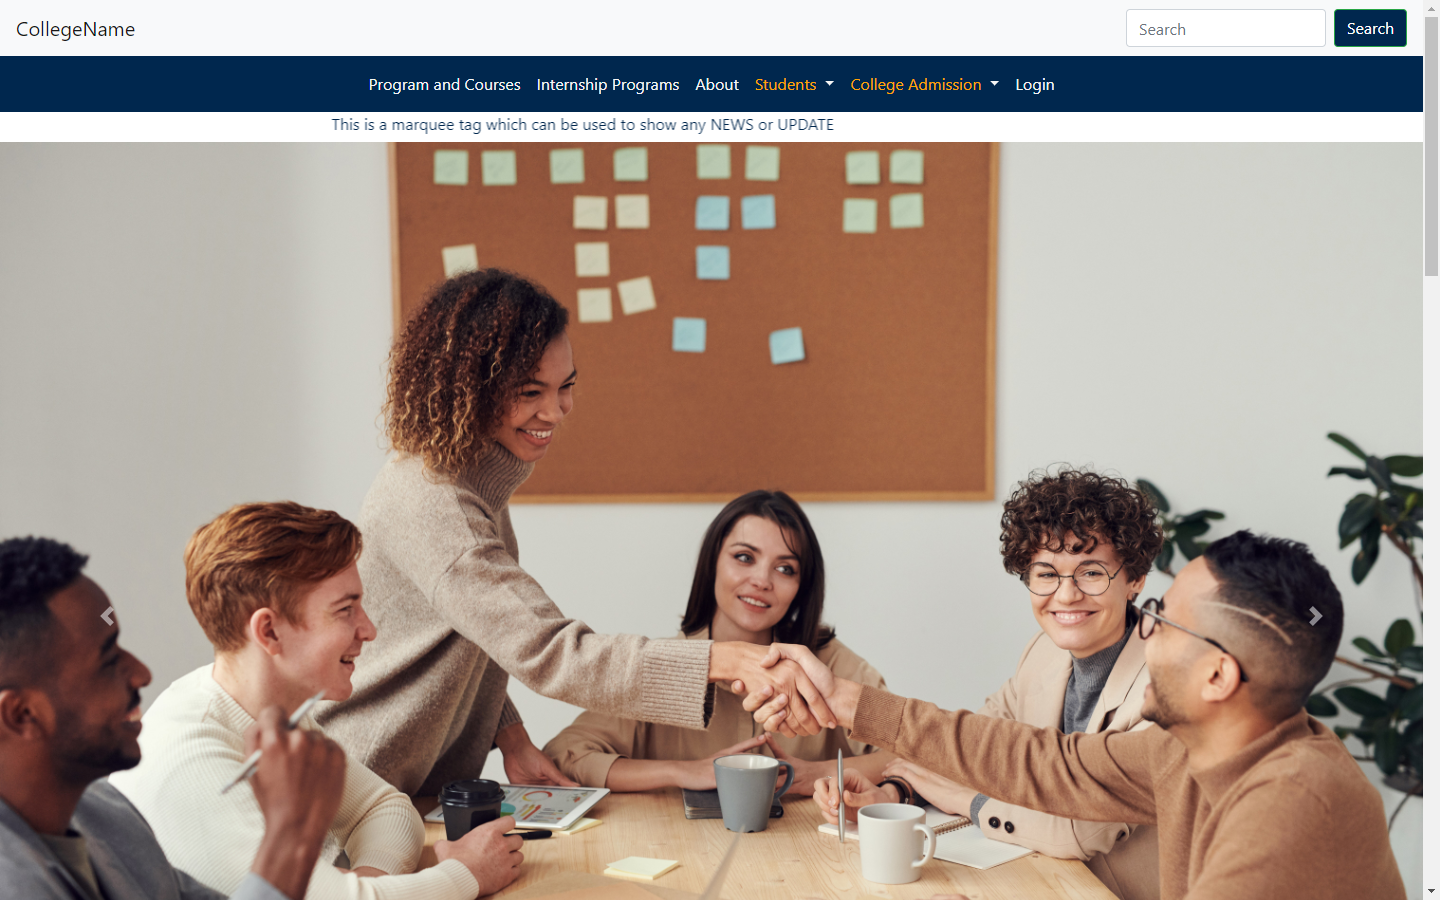 CollegeName
Search
Search
Program and Courses
Internship Programs
About
Students
College Admission
Login
This is a marquee tag which can be used to show any NEWS or UPDATE